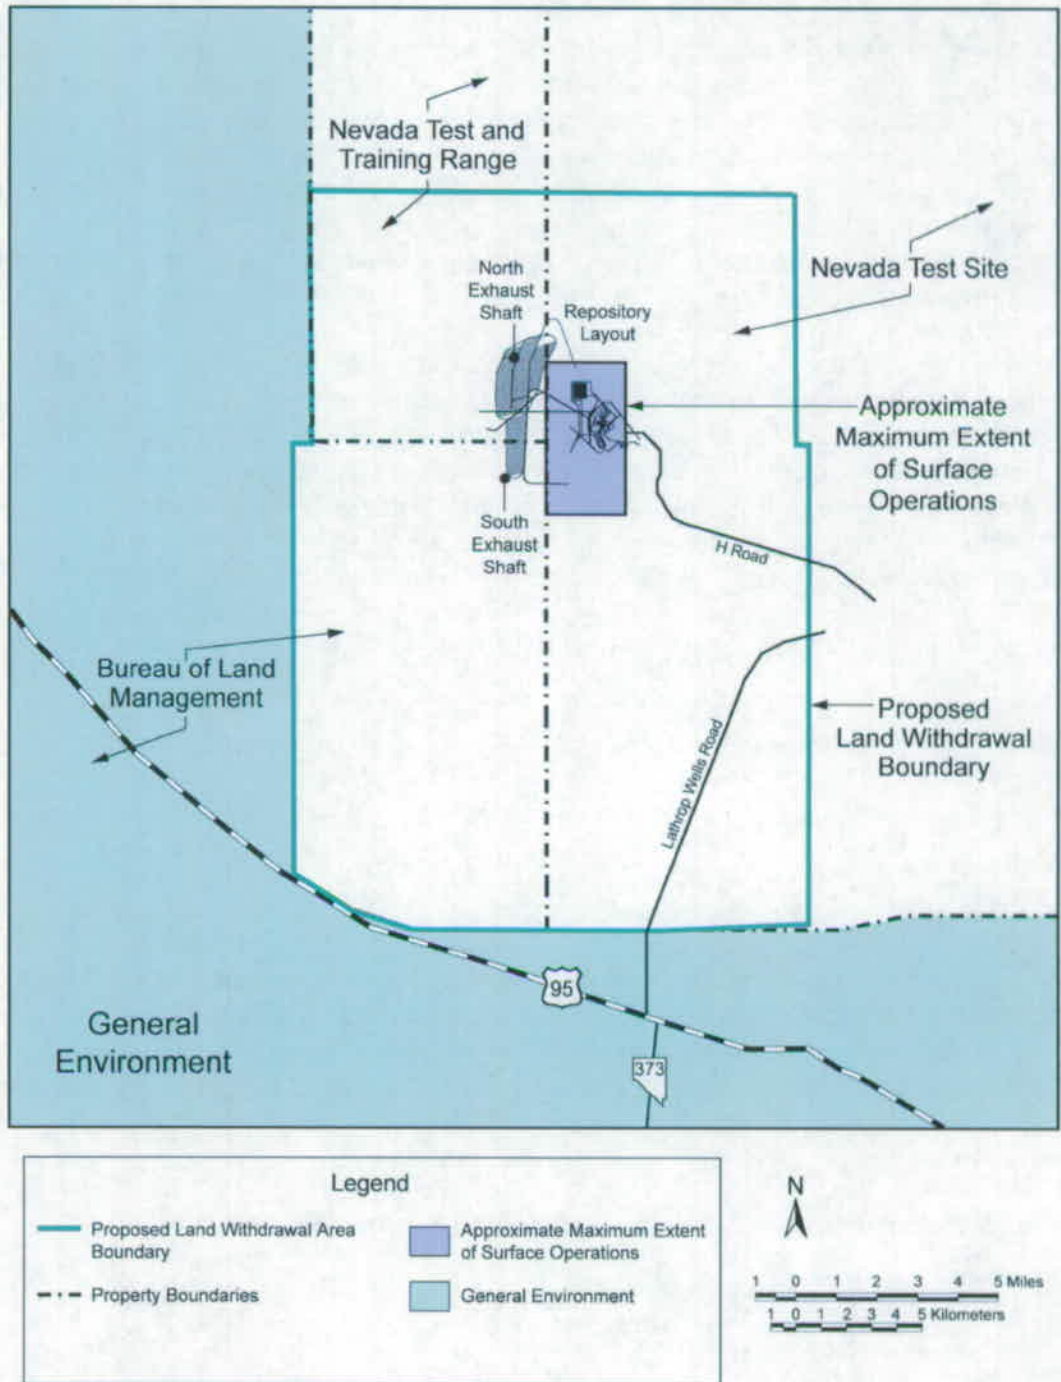 Nevada Test and
Training Range
Nevada Test Site
North
Exhaust
Shaft
Repository
Layout
Approximate
Maximum Extent
of Surface
Operations
South
Exhaust
Shaft
H Road
Bureau of Land
Management
Lathrop Wells Road
Proposed
Land Withdrawal
Boundary
95
General
Environment
373
Legend
Proposed Land Withdrawal Area
Boundary
Property Boundaries
Approximate Maximum Extent
of Surface Operations
General Environment
N
1 0 1 2 3 4 5 Miles
1 0 1 2 3 4 5 Kilometers